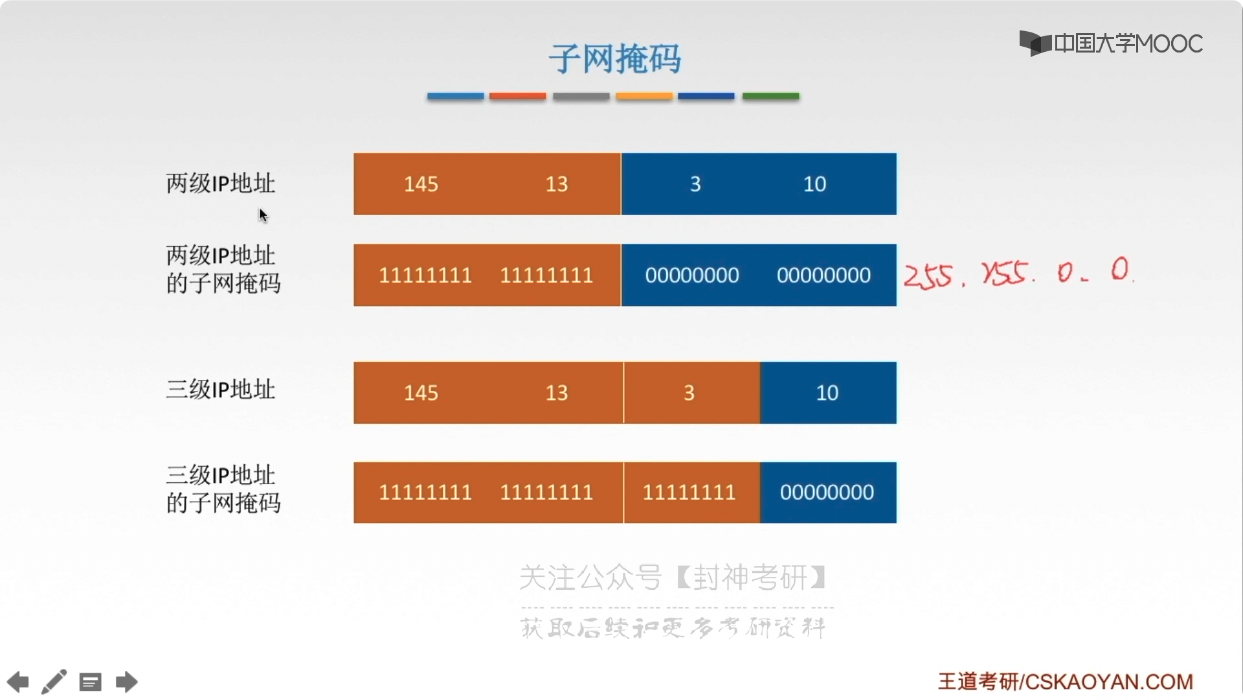 中国大学MOOC
子网掩码
两级IP地址
145 13 3 10
两级IP地址
的子网掩码
11111111 11111111 00000000 00000000
255.255.0.0.
三级IP地址
145 13 3 10
三级IP地址
的子网掩码
11111111 11111111 11111111 00000000
关注公众号【封神考研】
获取后续和更多考研资料
王道考研/CSKAOYAN.COM